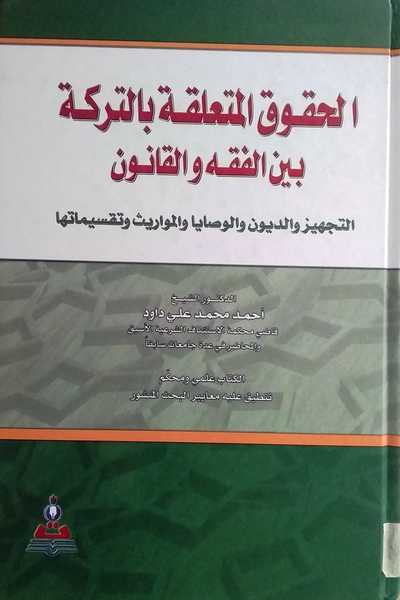 الحقوق المتعلقة بالتركة
بين الفقه والقانون
التجهيز والديون والوصايا والمواريث وتقسيماتها
الدكتور الشيخ
أحمد محمد علي داود
قاضي محكمة الاستئناف الشرعية الأسبق
والمحاضر في عدة جامعات سابقاً
الكتاب علمي ومحكّم
تنطبق عليه معايير البحث المنشور